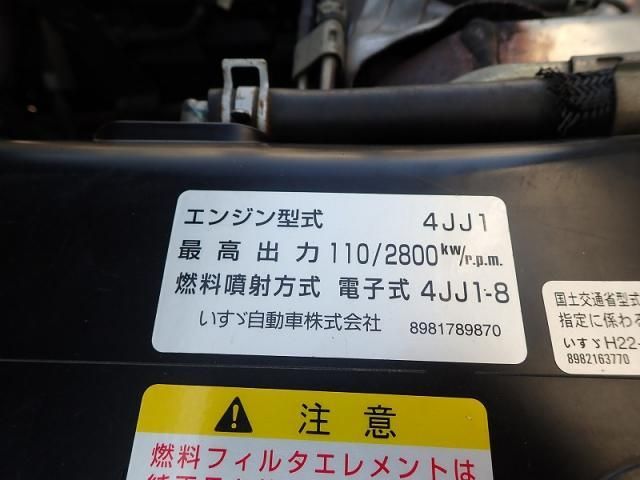 エンジン型式 4JJ1
最高出力 110/2800kw/r.p.m.
燃料噴射方式 電子式 4JJ1-8
いすゞ自動車株式会社 8981789870
国土交通省型式
指定に係わる
いすゞH22-
8982163770
注意
燃料フィルタエレメントは